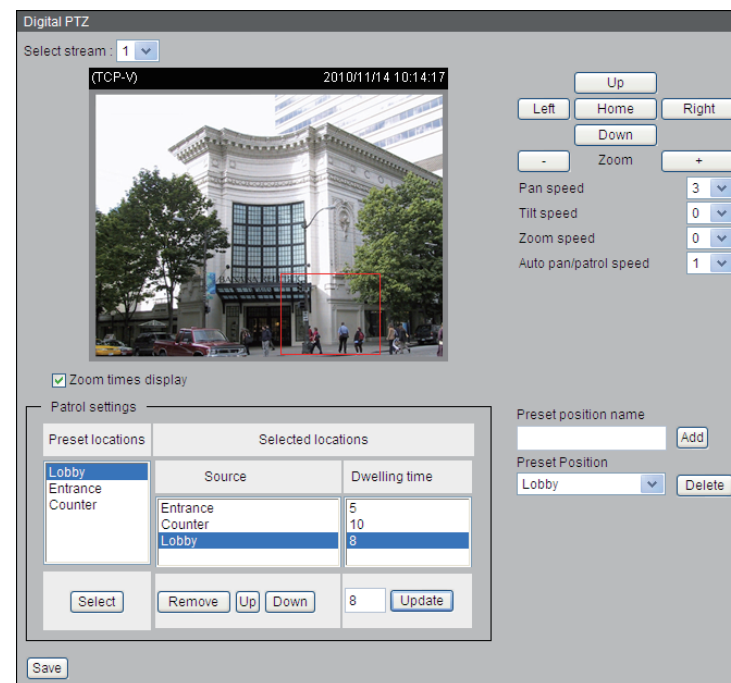 Digital PTZ
Select stream : 1
(TCP-V) 2010/11/14 10:14:17
Up
Left Home Right
Down
- Zoom +
Pan speed 3
Tilt speed 0
Zoom speed 0
Auto pan/patrol speed 1
Zoom times display
Patrol settings
Preset locations Selected locations
Lobby
Entrance
Counter
Source Dwelling time
Entrance 5
Counter 10
Lobby 8
Select Remove Up Down 8 Update
Preset position name
Add
Preset Position
Lobby Delete
Save